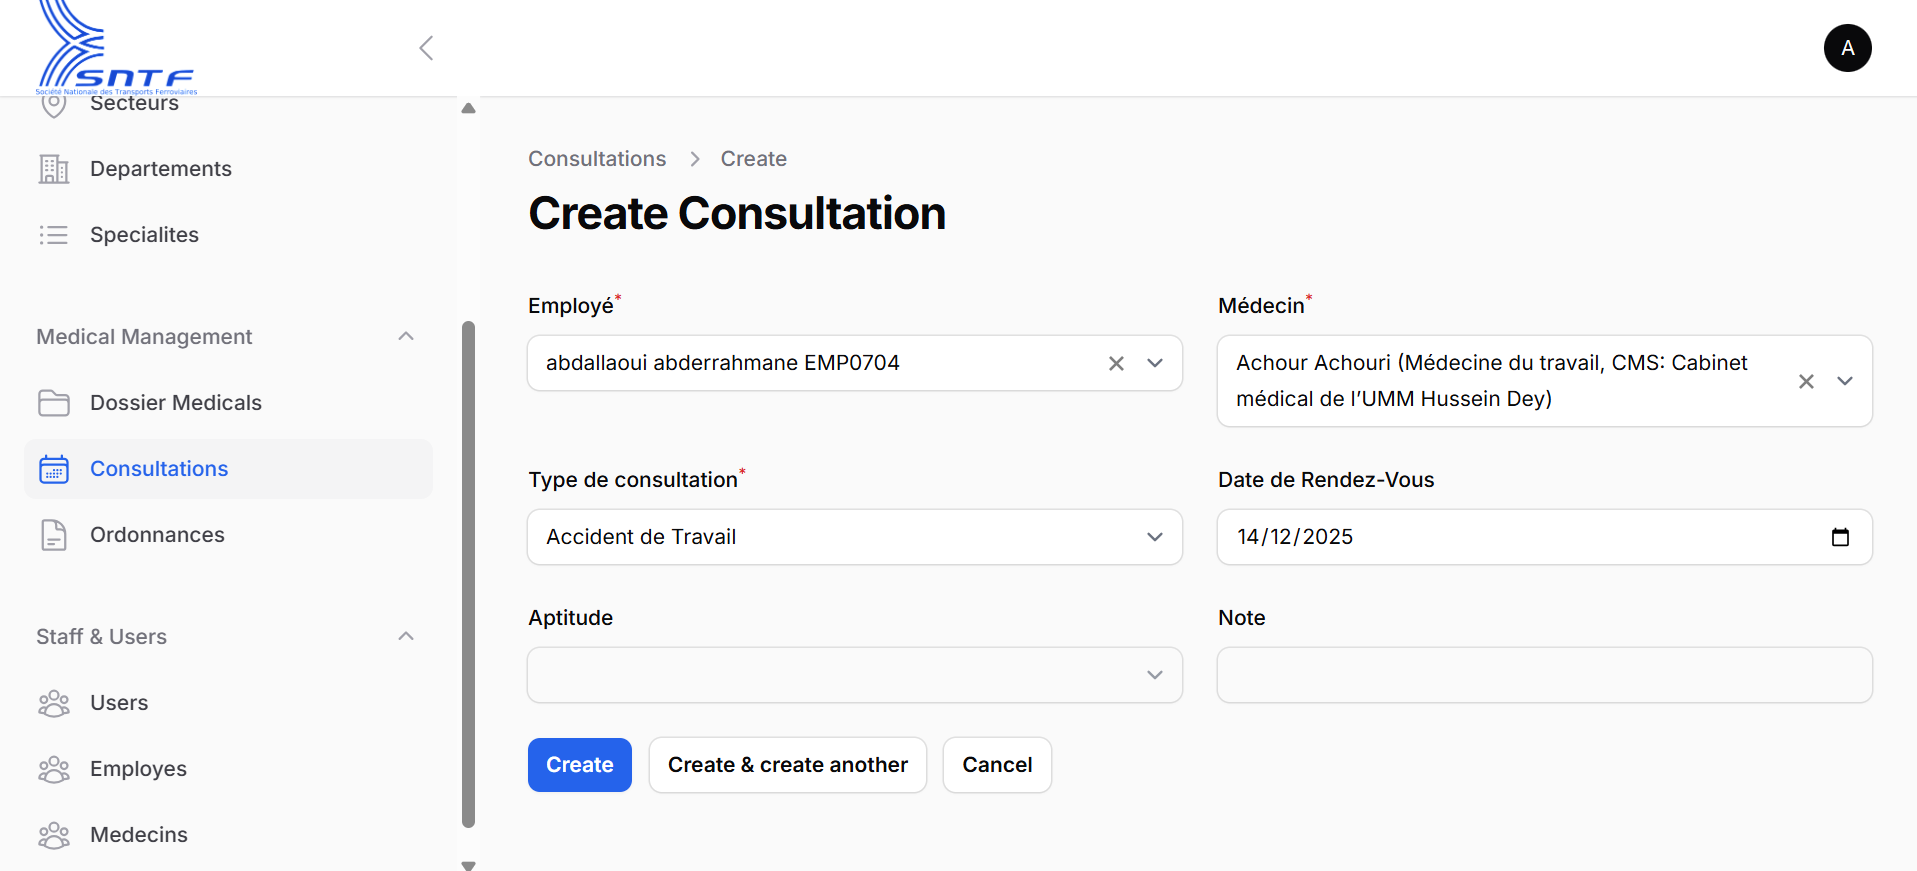 SNTF
Société Nationale des Transports Ferroviaires
A
Secteurs
Departements
Specialites
Medical Management
Dossier Medicals
Consultations
Ordonnances
Staff & Users
Users
Employes
Medecins
Consultations > Create
Create Consultation
Employé*
abdallaoui abderrahmane EMP0704
Médecin*
Achour Achouri (Médecine du travail, CMS: Cabinet
médical de l’UMM Hussein Dey)
Type de consultation*
Accident de Travail
Date de Rendez-Vous
14/12/2025
Aptitude
Note
Create
Create & create another
Cancel